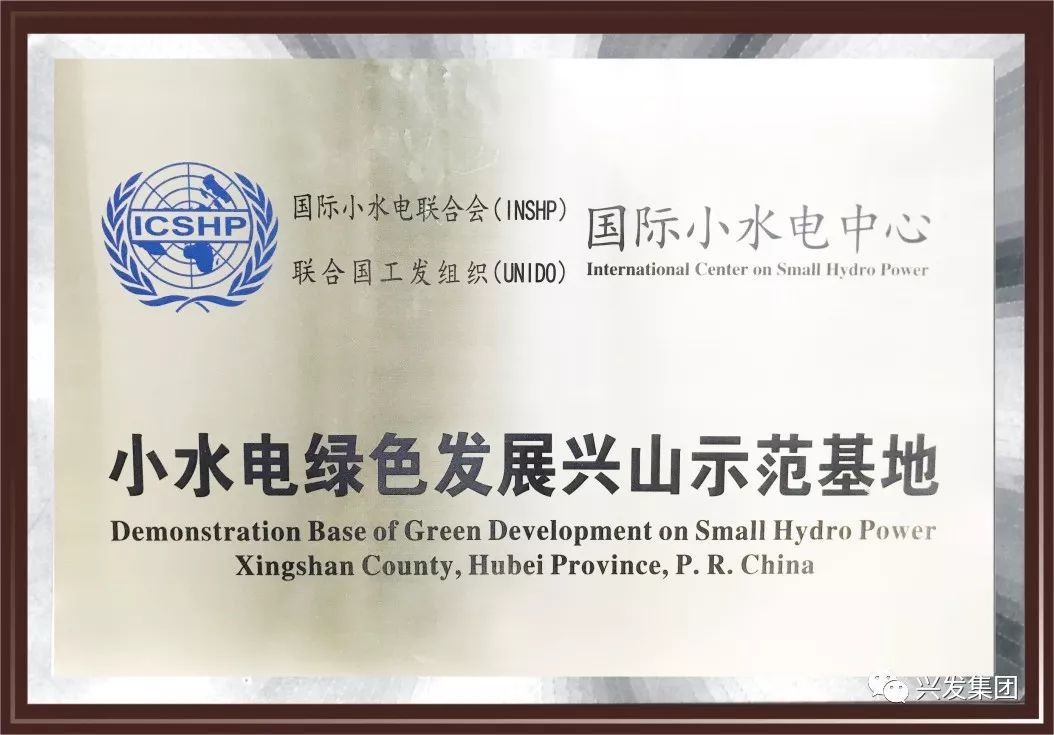 ICSHP
国际小水电联合会(INSHP)
联合国工发组织(UNIDO)
国际小水电中心
International Center on Small Hydro Power
小水电绿色发展兴山示范基地
Demonstration Base of Green Development on Small Hydro Power
Xingshan County, Hubei Province, P. R. China
兴发集团